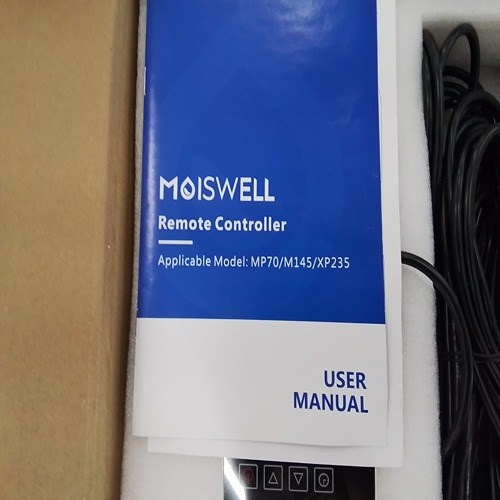 MOISWELL
Remote Controller
Applicable Model: MP70/M145/XP235
USER
MANUAL